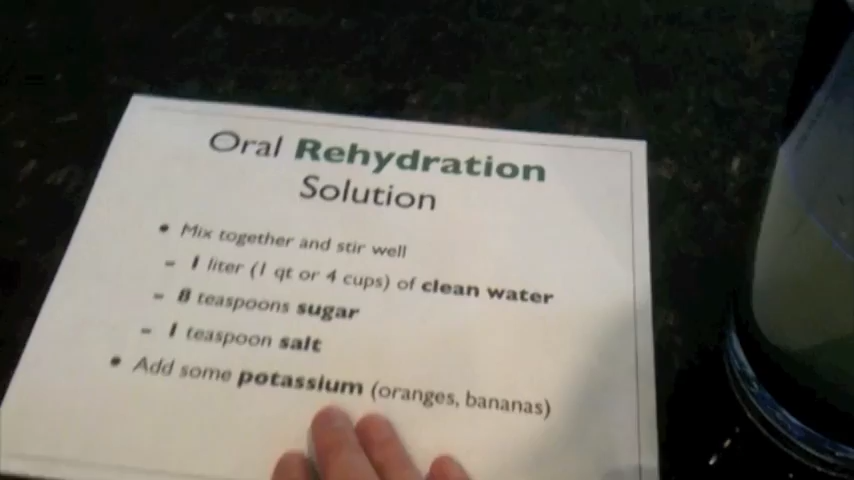 Oral Rehydration
Solution
• Mix together and stir well
– 1 liter (1 qt or 4 cups) of clean water
– 8 teaspoons sugar
– 1 teaspoon salt
• Add some potassium (oranges, bananas)